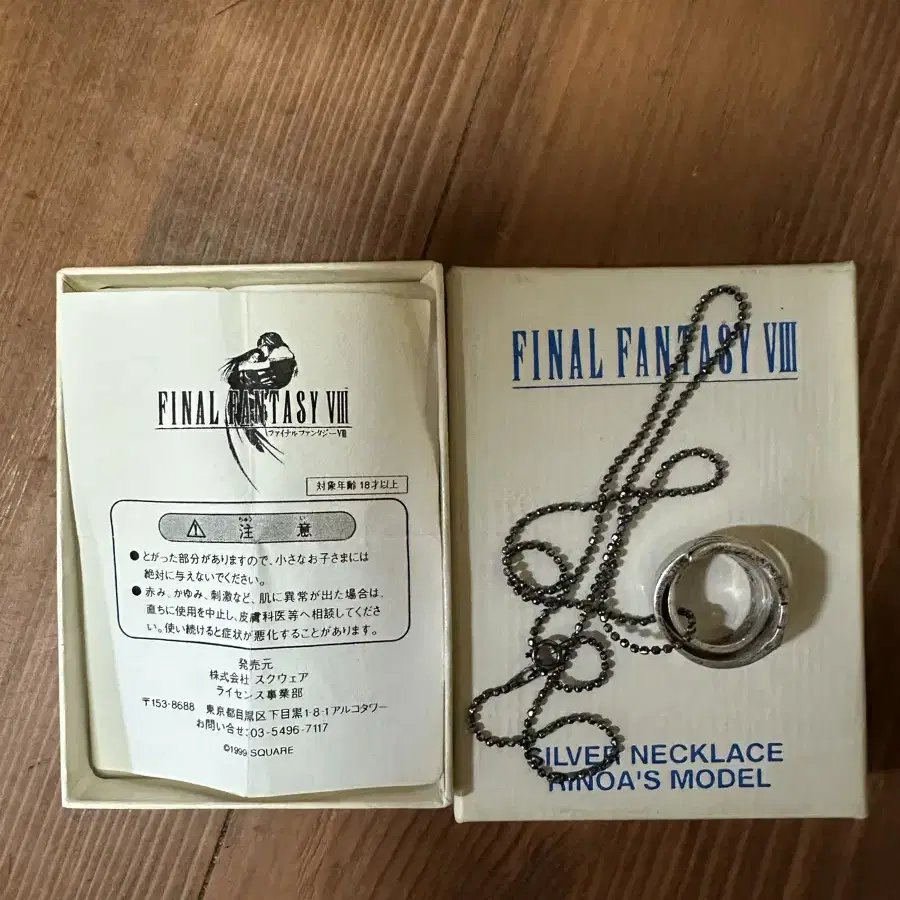 FINAL FANTASY VIII
ファイナルファンタジーVIII
対象年齢 18才以上
ちゅう い
⚠ 注 意
●とがった部分がありますので、小さなお子さまには
絶対に与えないでください。
●赤み、かゆみ、刺激など、肌に異常が出た場合は、
直ちに使用を中止し、皮膚科医等へ相談してくださ
い。使い続けると症状が悪化することがあります。
発売元
株式会社 スクウェア
ライセンス事業部
〒153-8688 東京都目黒区下目黒1-8-1アルコタワー
お問い合せ:03-5496-7117
©1999 SQUARE
FINAL FANTASY VIII
SILVER NECKLACE
RINOA'S MODEL